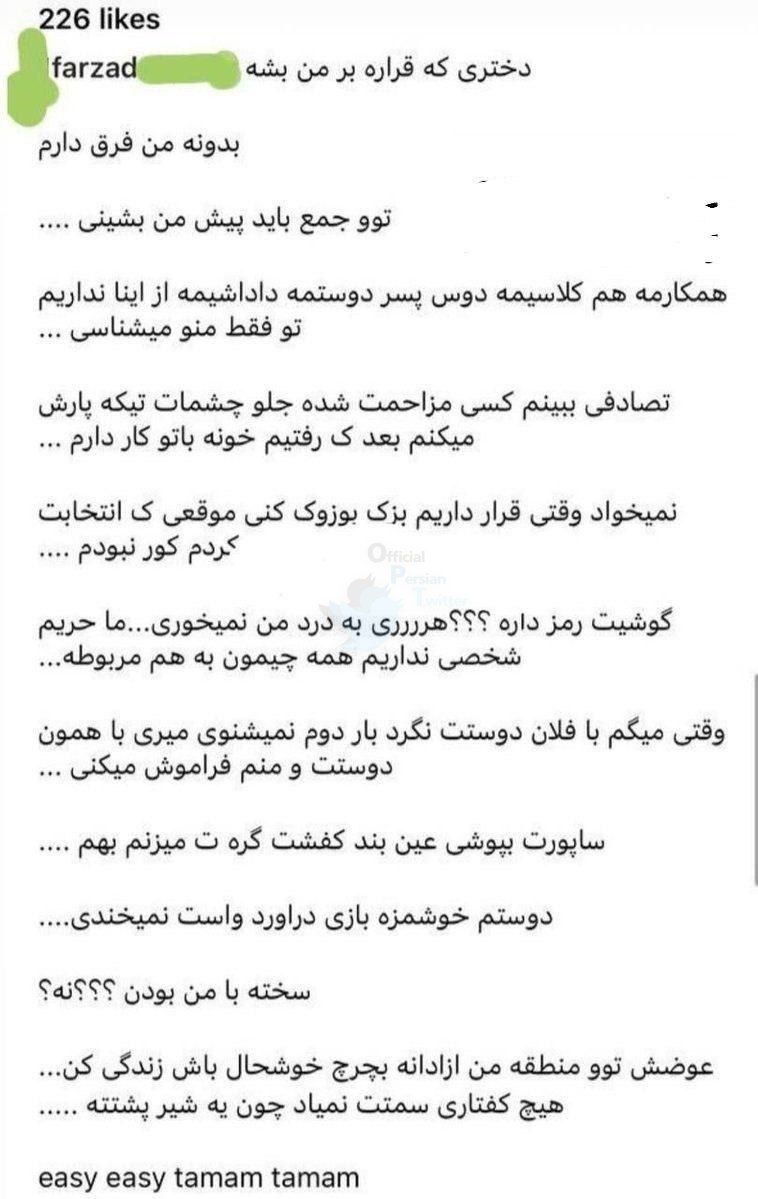 226 likes
farzad دختری که قراره بر من بشه
بدونه من فرق دارم
توو جمع باید پیش من بشینی ....
همکارمه هم کلاسیمه دوس پسر دوستمه داداشیمه از اینا نداریم
تو فقط منو میشناسی ...
تصادفی ببینم کسی مزاحمت شده جلو چشمات تیکه پارش
میکنم بعد ک رفتیم خونه باتو کار دارم ...
نمیخواد وقتی قرار داریم بزک بوزوک کنی موقعی ک انتخابت
کردم کور نبودم ....
Official
Persian
Twitter
گوشیت رمز داره ؟؟؟هرررری به درد من نمیخوری...ما حریم
شخصی نداریم همه چیمون به هم مربوطه...
وقتی میگم با فلان دوستت نگرد بار دوم نمیشنوی میری با همون
دوستت و منم فراموش میکنی ...
ساپورت بپوشی عین بند کفشت گره ت میزنم بهم ....
دوستم خوشمزه بازی دراورد واست نمیخندی....
سخته با من بودن ؟؟؟نه؟
عوضش توو منطقه من ازادانه بچرچ خوشحال باش زندگی کن...
هیچ کفتاری سمتت نمیاد چون یه شیر پشتته .....
easy easy tamam tamam